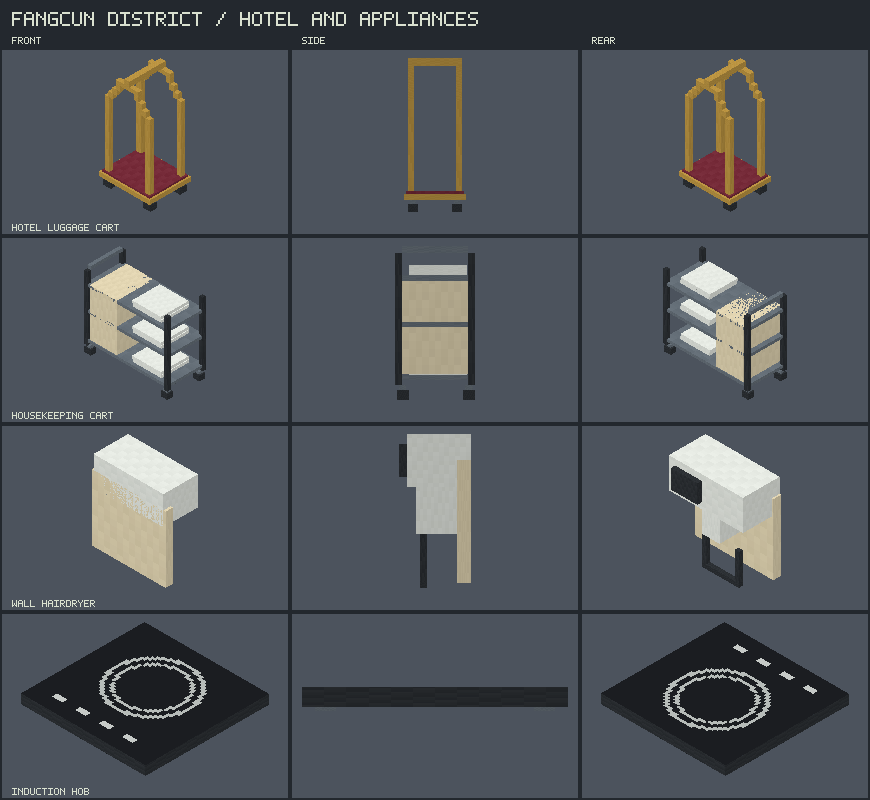 FANGCUN DISTRICT / HOTEL AND APPLIANCES
FRONT
SIDE
REAR
HOTEL LUGGAGE CART
HOUSEKEEPING CART
WALL HAIRDRYER
INDUCTION HOB